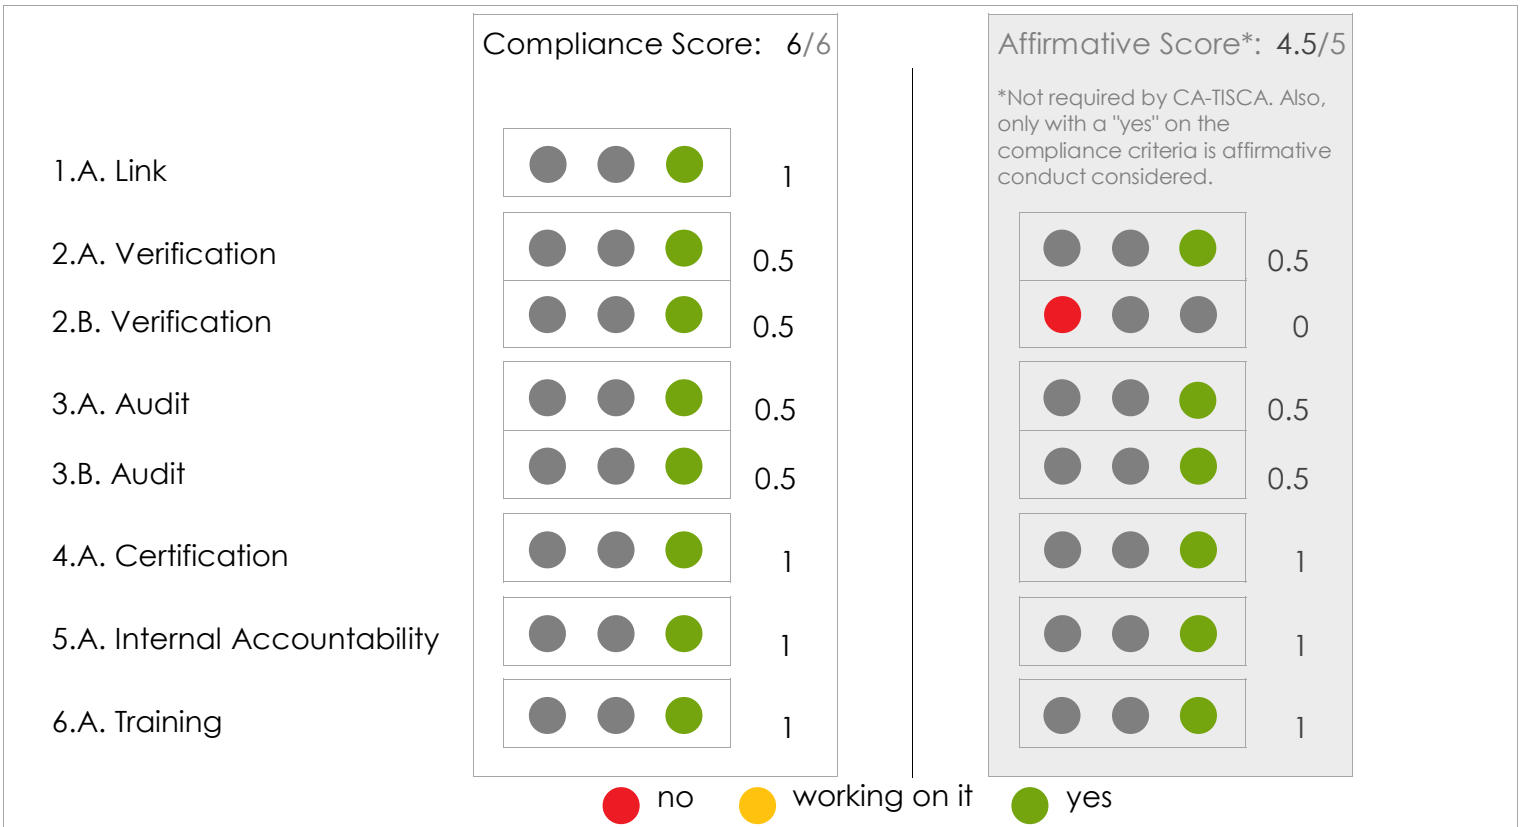 Compliance Score: 6/6
Affirmative Score*: 4.5/5
*Not required by CA-TISCA. Also,
only with a "yes" on the
compliance criteria is affirmative
conduct considered.
1.A. Link 1
2.A. Verification 0.5 0.5
2.B. Verification 0.5 0
3.A. Audit 0.5 0.5
3.B. Audit 0.5 0.5
4.A. Certification 1 1
5.A. Internal Accountability 1 1
6.A. Training 1 1
no working on it yes